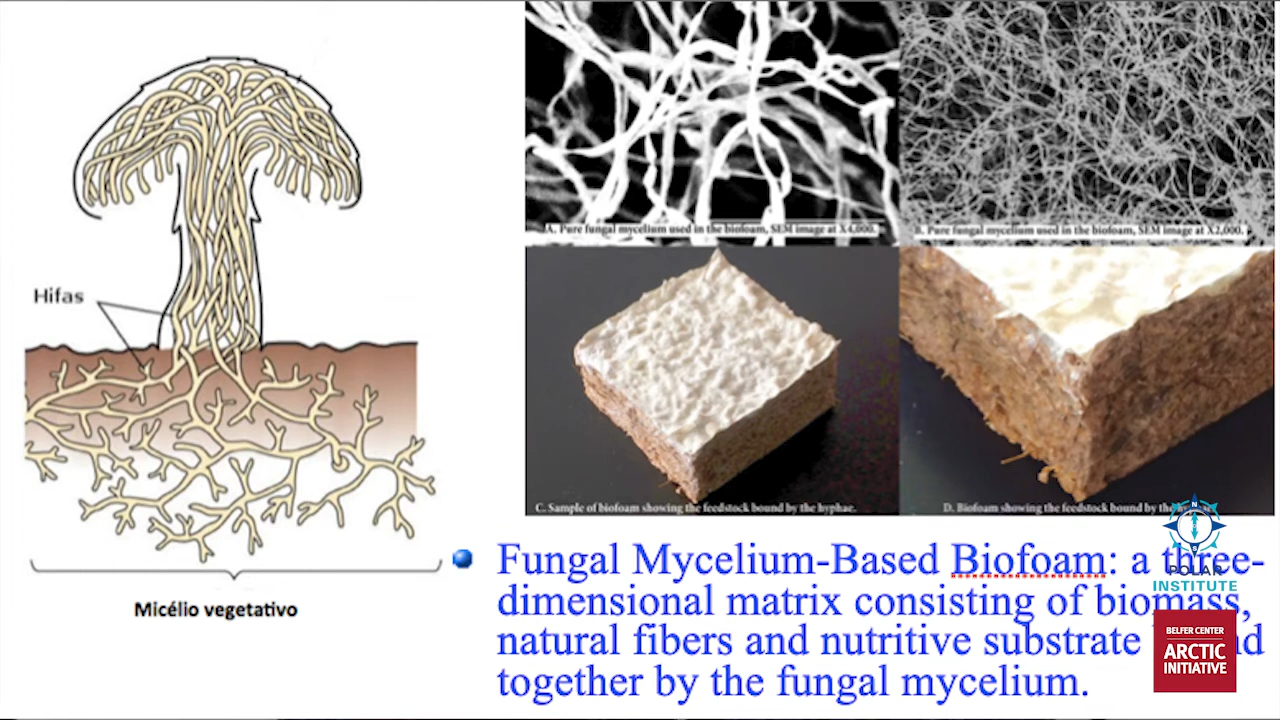 Hifas
Micélio vegetativo
A. Pure fungal mycelium used in the biofoam, SEM image at X4,000.
B. Pure fungal mycelium used in the biofoam, SEM image at X2,000.
C. Sample of biofoam showing the feedstock bound by the hyphae.
D. Biofoam showing the feedstock bound by the
Fungal Mycelium-Based Biofoam: a three-
dimensional matrix consisting of biomass,
natural fibers and nutritive substrate
together by the fungal mycelium.
N
POLAR
INSTITUTE
BELFER CENTER
ARCTIC
INITIATIVE